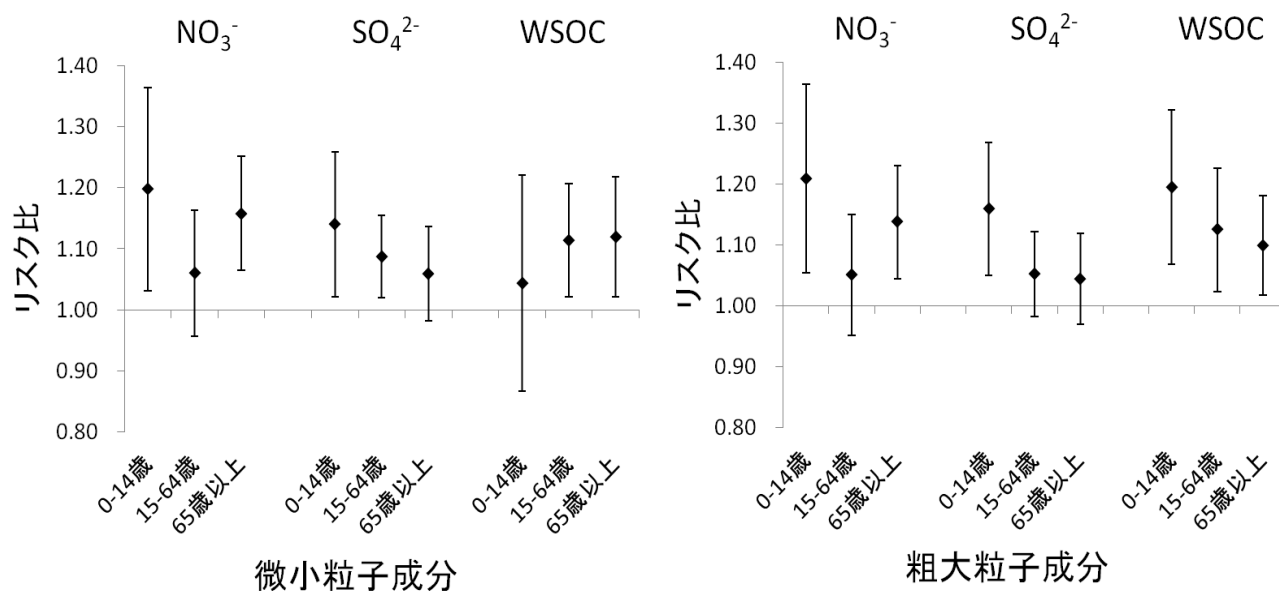 NO₃⁻ SO₄²⁻ WSOC
1.40
1.30
1.20
1.10
1.00
0.90
0.80
リスク比
0-14歳
15-64歳
65歳以上
0-14歳
15-64歳
65歳以上
0-14歳
15-64歳
65歳以上
微小粒子成分
NO₃⁻ SO₄²⁻ WSOC
1.40
1.30
1.20
1.10
1.00
0.90
0.80
リスク比
0-14歳
15-64歳
65歳以上
0-14歳
15-64歳
65歳以上
0-14歳
15-64歳
65歳以上
粗大粒子成分